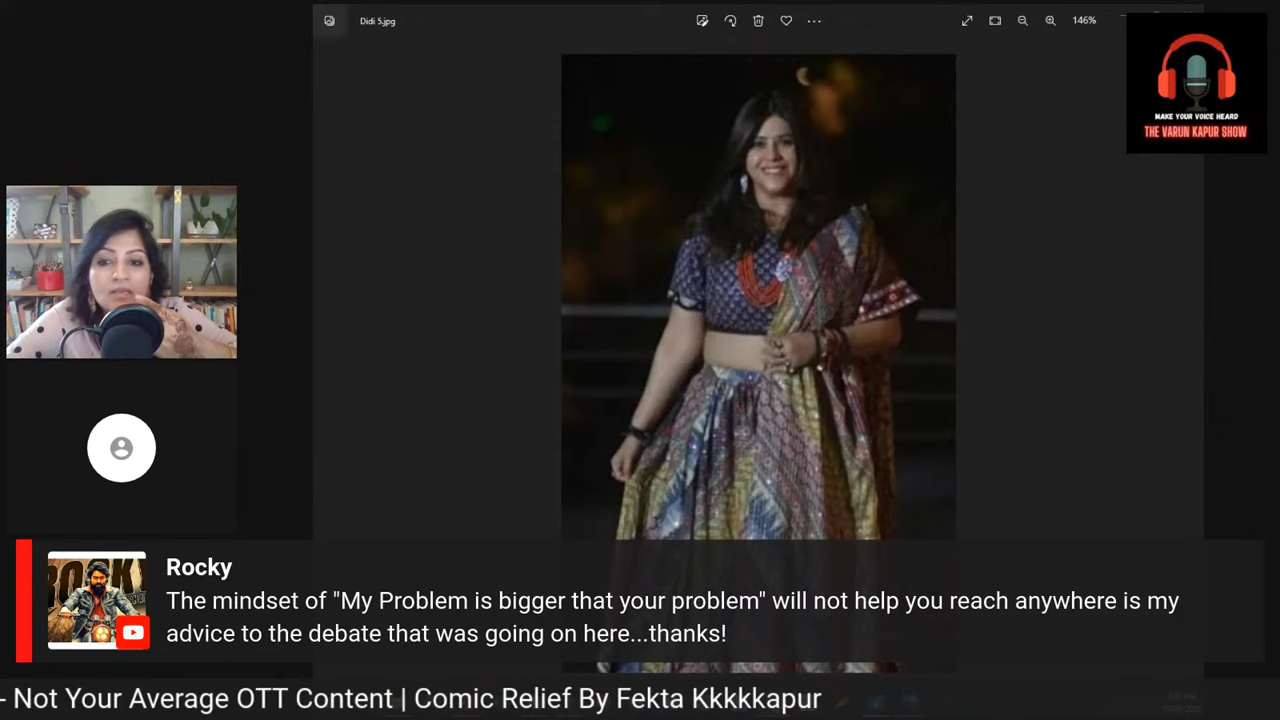 Didi 5.jpg
146%
MAKE YOUR VOICE HEARD
THE VARUN KAPUR SHOW
ROCKY
Rocky
The mindset of "My Problem is bigger that your problem" will not help you reach anywhere is my
advice to the debate that was going on here...thanks!
- Not Your Average OTT Content | Comic Relief By Fekta Kkkkkapur